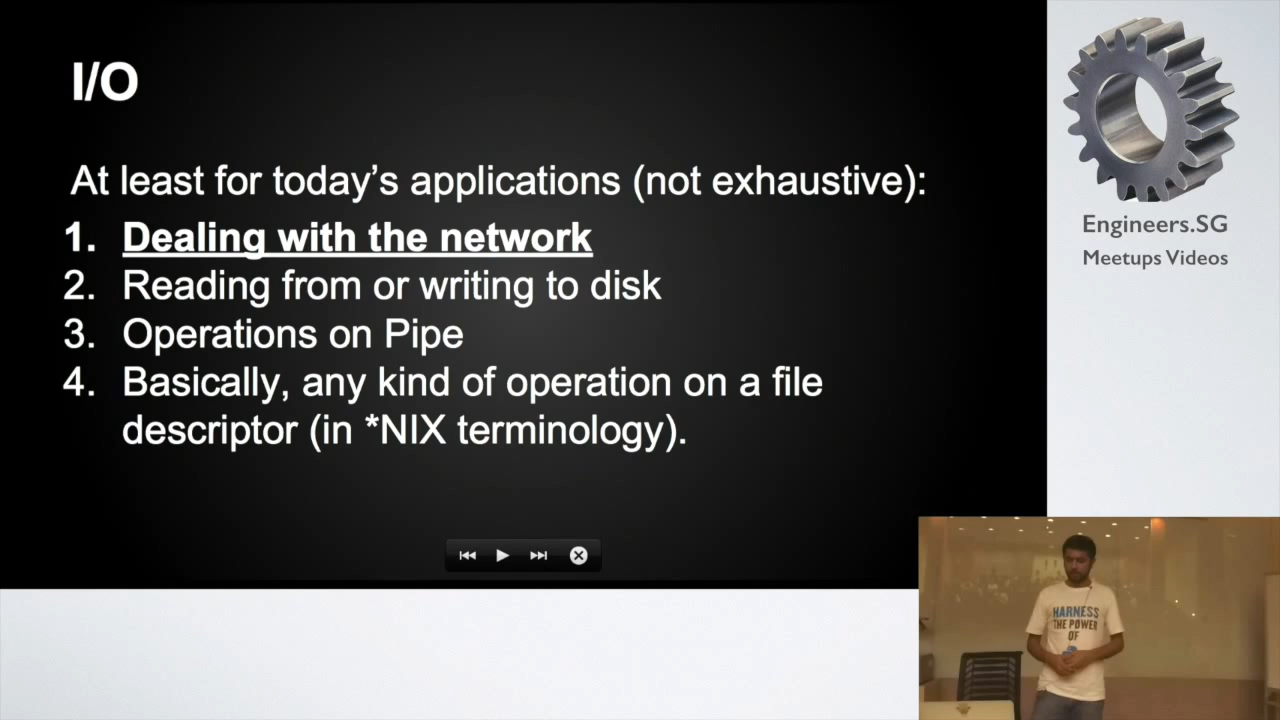 I/O
At least for today's applications (not exhaustive):
1. Dealing with the network
2. Reading from or writing to disk
3. Operations on Pipe
4. Basically, any kind of operation on a file
descriptor (in *NIX terminology).
Engineers.SG
Meetups Videos
HARNESS
THE POWER
OF